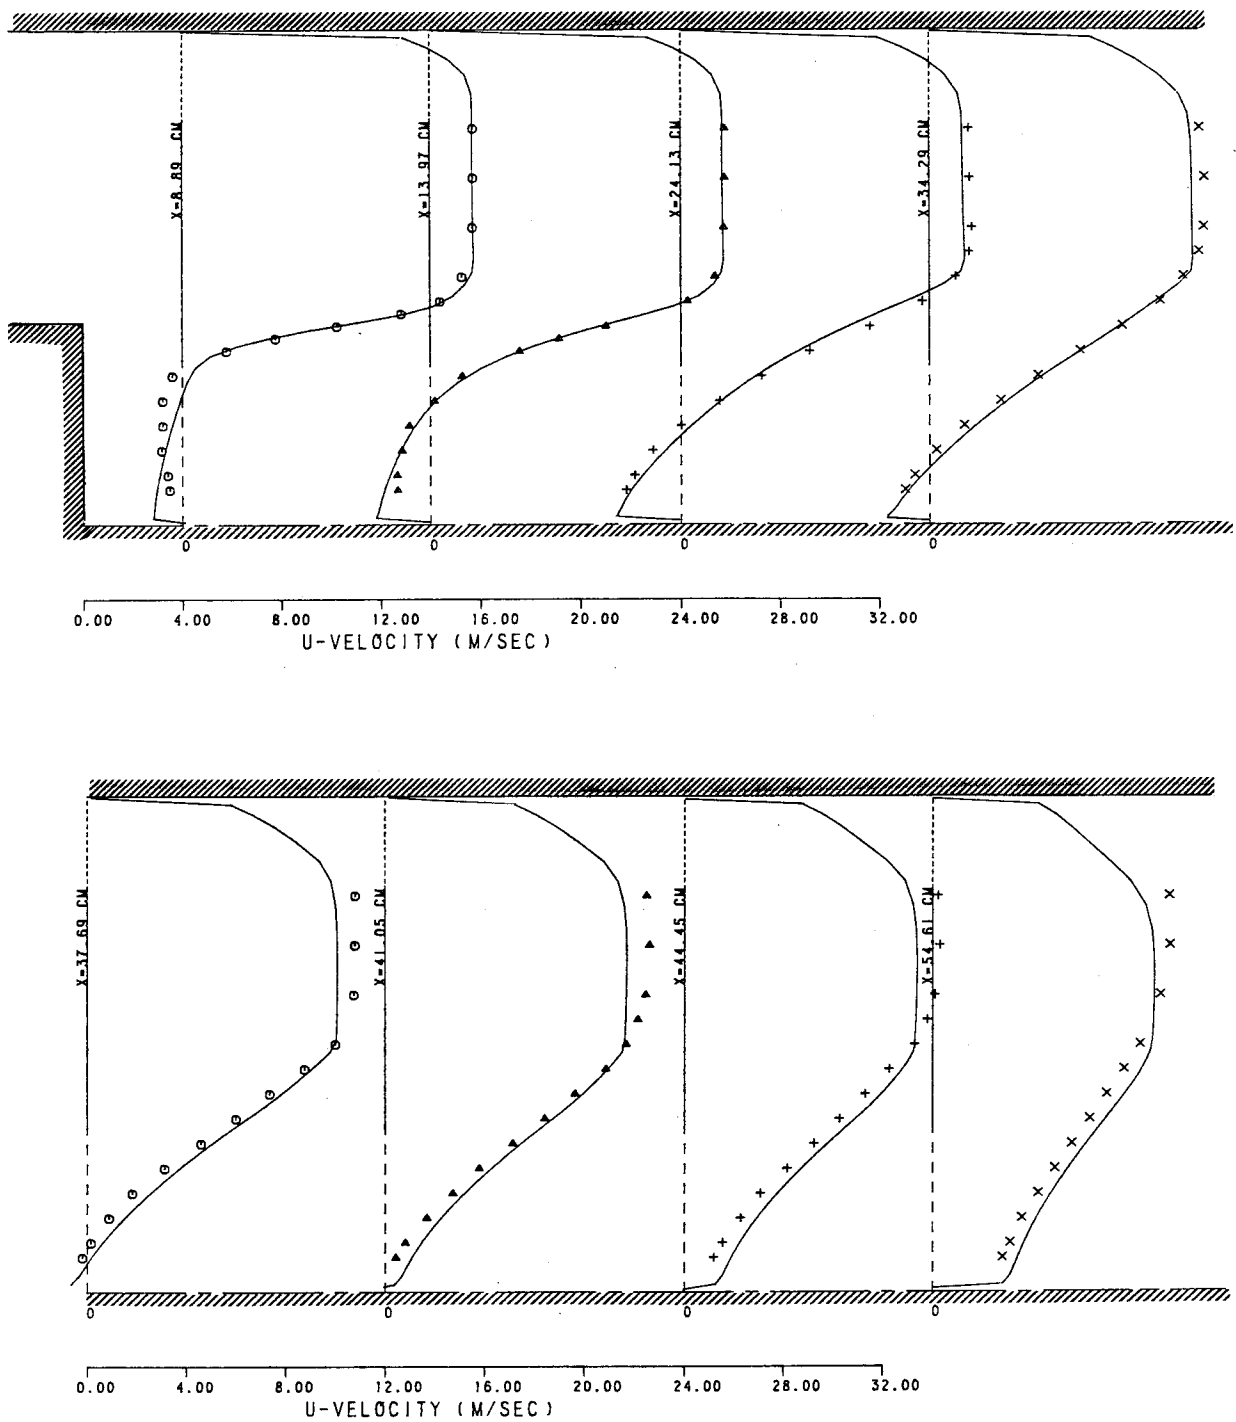 X=8.89 CM
X=13.97 CM
X=24.13 CM
X=34.29 CM
0 0 0 0
0.00 4.00 8.00 12.00 16.00 20.00 24.00 28.00 32.00
U-VELOCITY (M/SEC)
X=37.69 CM
X=41.05 CM
X=44.45 CM
X=54.61 CM
0 0 0 0
0.00 4.00 8.00 12.00 16.00 20.00 24.00 28.00 32.00
U-VELOCITY (M/SEC)